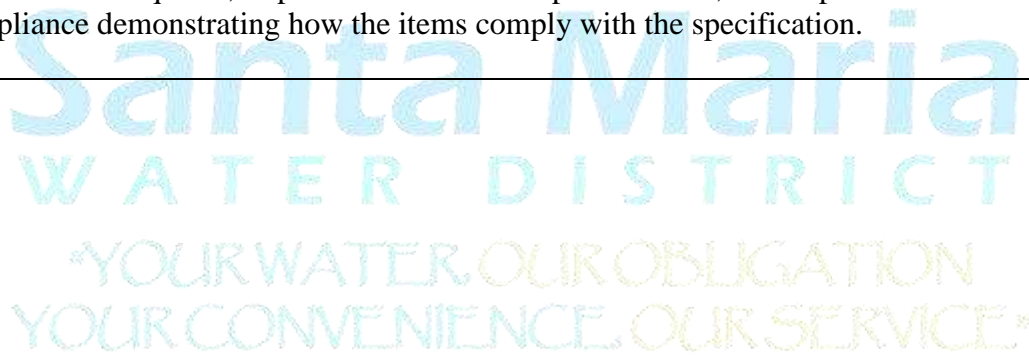 pliance demonstrating how the items comply with the specification.
Santa Maria
WATER DISTRICT
"YOUR WATER, OUR OBLIGATION
YOUR CONVENIENCE, OUR SERVICE"